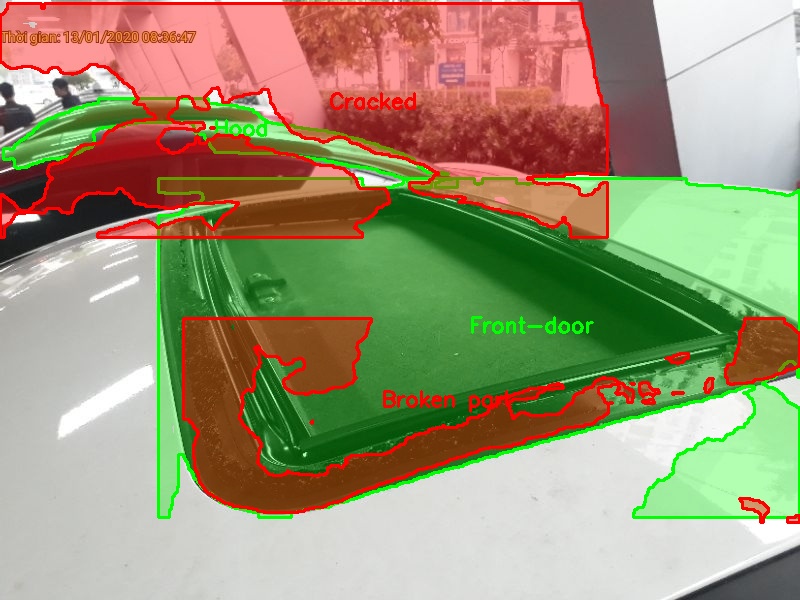 Thời gian: 13/01/2020 08:36:47
Cracked
Hood
Front-door
Broken part